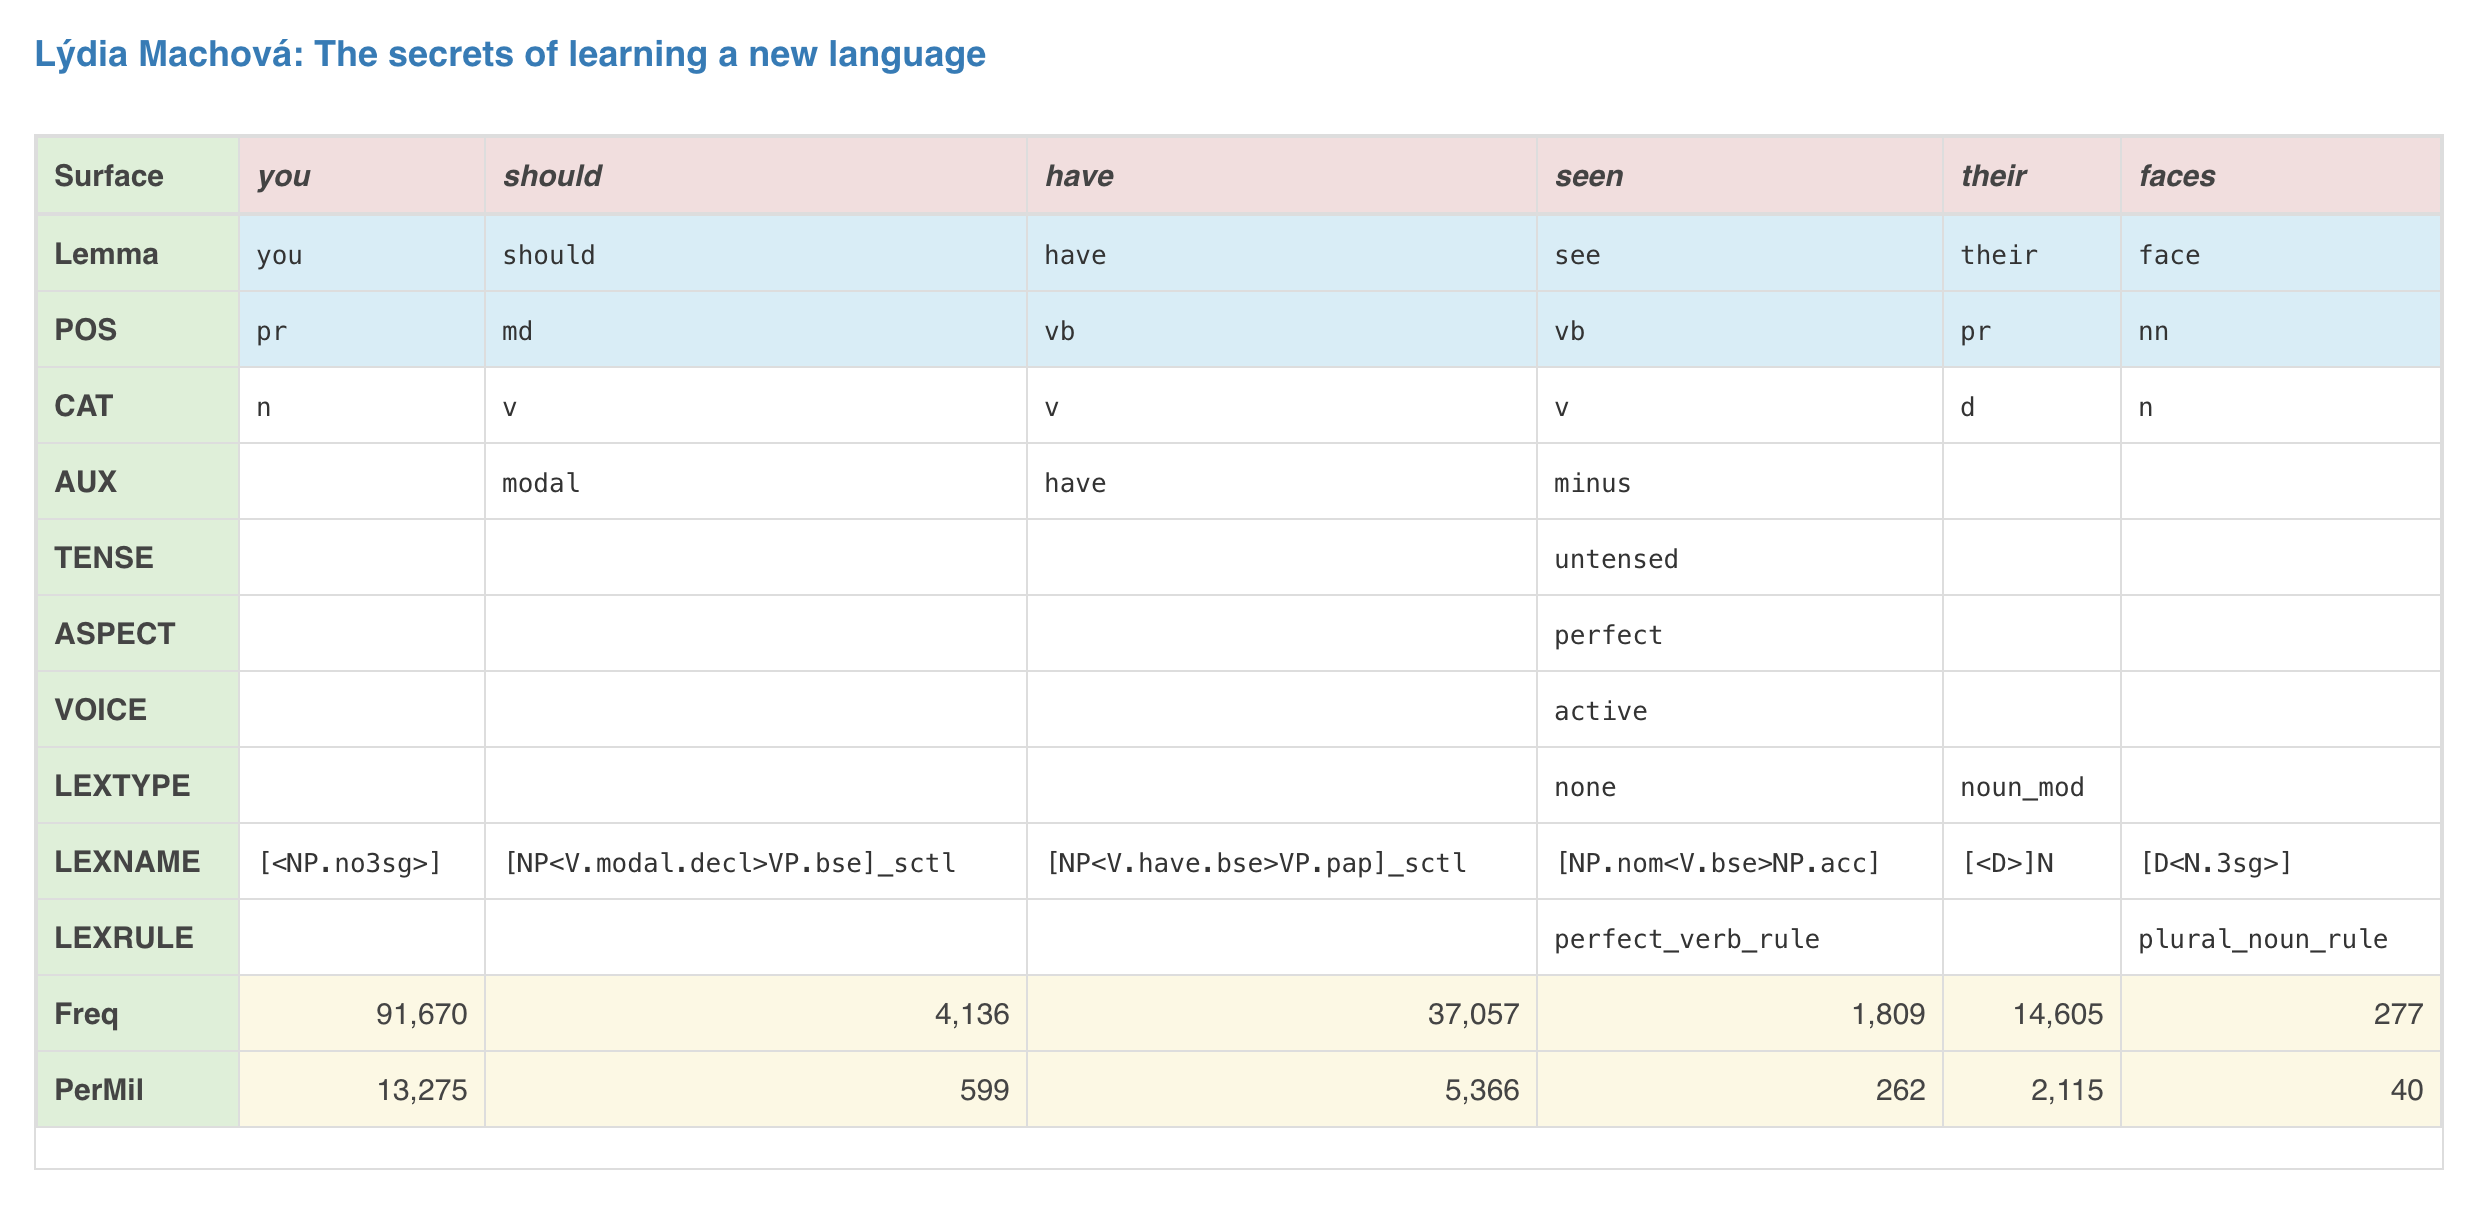 Lýdia Machová: The secrets of learning a new language
Surface you should have seen their faces
Lemma you should have see their face
POS pr md vb vb pr nn
CAT n v v v d n
AUX modal have minus
TENSE untensed
ASPECT perfect
VOICE active
LEXTYPE none noun_mod
LEXNAME [<NP.no3sg>] [NP<V.modal.decl>VP.bse]_sctl [NP<V.have.bse>VP.pap]_sctl [NP.nom<V.bse>NP.acc] [<D>]N [D<N.3sg>]
LEXRULE perfect_verb_rule plural_noun_rule
Freq 91,670 4,136 37,057 1,809 14,605 277
PerMil 13,275 599 5,366 262 2,115 40